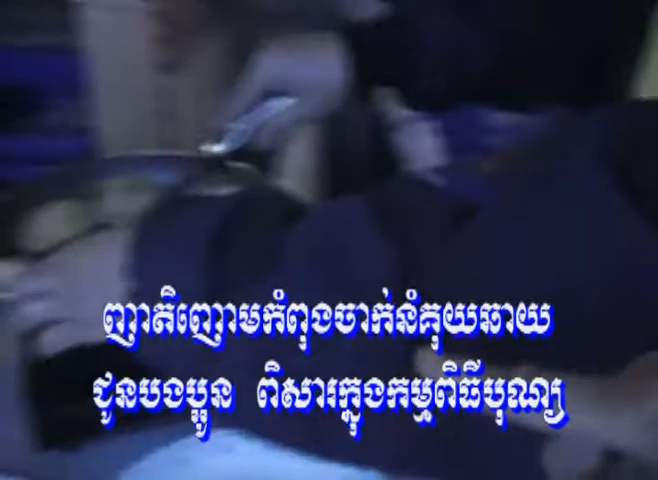 ញាតិញោមកំពុងចាក់នំគុយឆាយ
ជូនបងប្អូន ពិសារក្នុងកម្មពិធីបុណ្យ